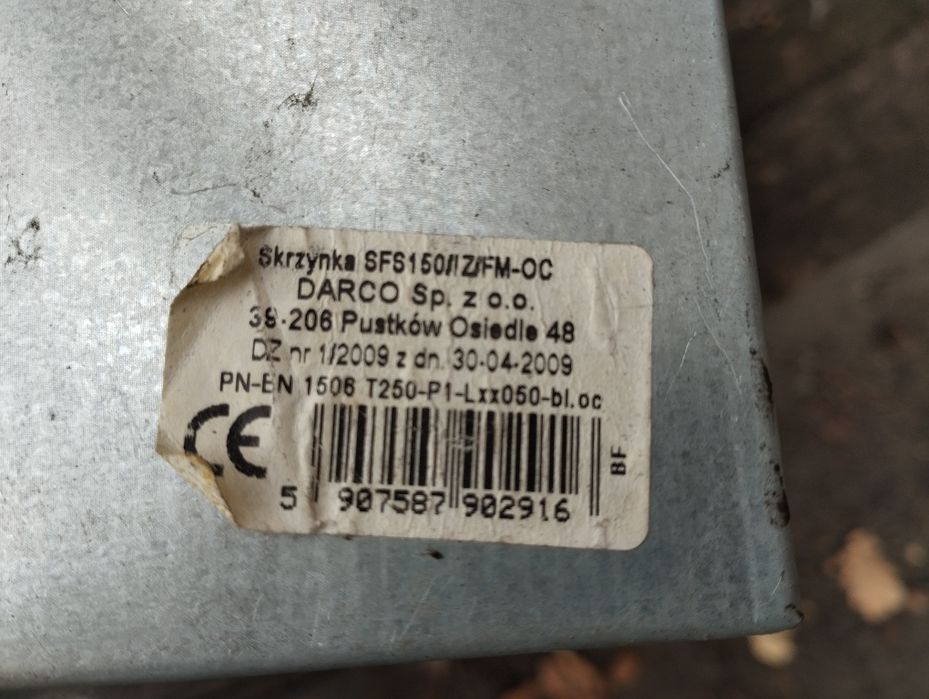 Skrzynka SFS150/IZ/FM-OC
DARCO Sp. z o.o.
39-206 Pustków Osiedle 48
DZ nr 1/2009 z dn. 30-04-2009
PN-EN 1506 T250-P1-Lxx050-bl.oc
CE
BF
5 907587 902916